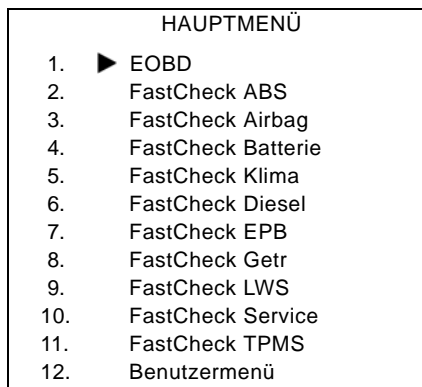 HAUPTMENÜ
1. ▶ EOBD
2. FastCheck ABS
3. FastCheck Airbag
4. FastCheck Batterie
5. FastCheck Klima
6. FastCheck Diesel
7. FastCheck EPB
8. FastCheck Getr
9. FastCheck LWS
10. FastCheck Service
11. FastCheck TPMS
12. Benutzermenü